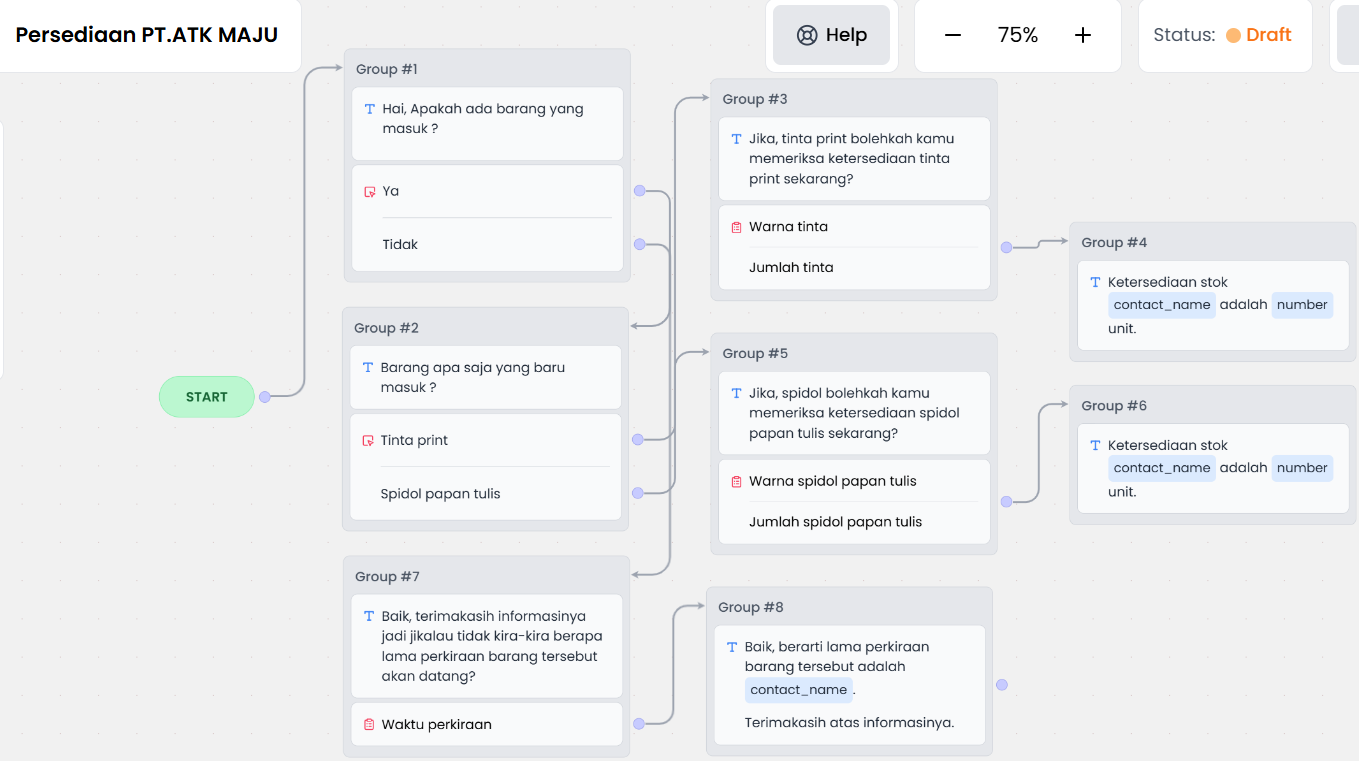 Persediaan PT.ATK MAJU
Help
75%
Status: Draft
Group #1
Hai, Apakah ada barang yang
masuk ?
Ya
Tidak
Group #2
Barang apa saja yang baru
masuk ?
Tinta print
Spidol papan tulis
START
Group #7
Baik, terimakasih informasinya
jadi jikalau tidak kira-kira berapa
lama perkiraan barang tersebut
akan datang?
Waktu perkiraan
Group #3
Jika, tinta print bolehkah kamu
memeriksa ketersediaan tinta
print sekarang?
Warna tinta
Jumlah tinta
Group #5
Jika, spidol bolehkah kamu
memeriksa ketersediaan spidol
papan tulis sekarang?
Warna spidol papan tulis
Jumlah spidol papan tulis
Group #8
Baik, berarti lama perkiraan
barang tersebut adalah
contact_name .
Terimakasih atas informasinya.
Group #4
Ketersediaan stok
contact_name adalah number
unit.
Group #6
Ketersediaan stok
contact_name adalah number
unit.